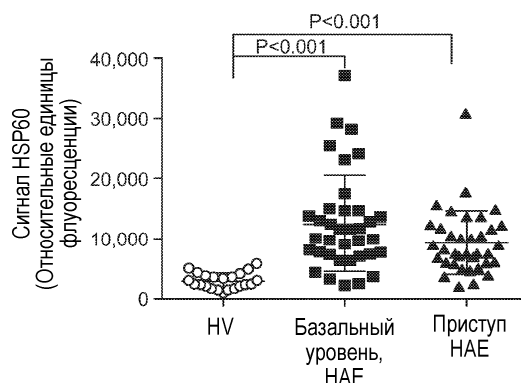 P<0.001
P<0.001
40,000
30,000
20,000
10,000
0
Сигнал HSP60
(Относительные единицы
флуоресценции)
HV
Базальный
уровень,
HAE
Приступ
HAE